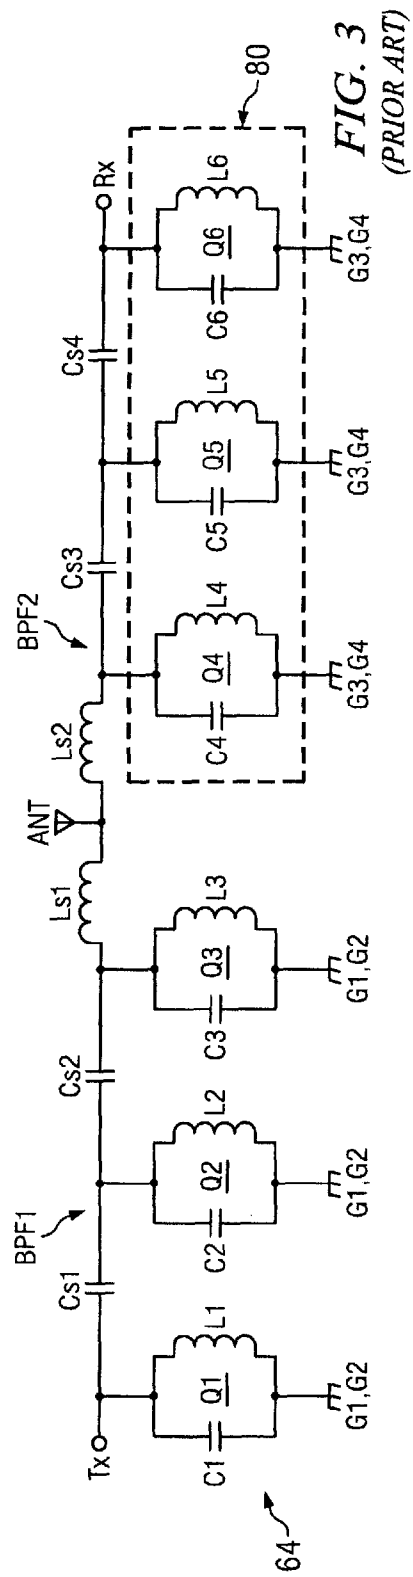 FIG. 3
(PRIOR ART)
64
80
BPF1
BPF2
ANT
Tx
Cs1
Cs2
Ls1
Ls2
Cs3
Cs4
Rx
C1
Q1
L1
C2
Q2
L2
C3
Q3
L3
C4
Q4
L4
C5
Q5
L5
C6
Q6
L6
G1,G2
G1,G2
G1,G2
G3,G4
G3,G4
G3,G4